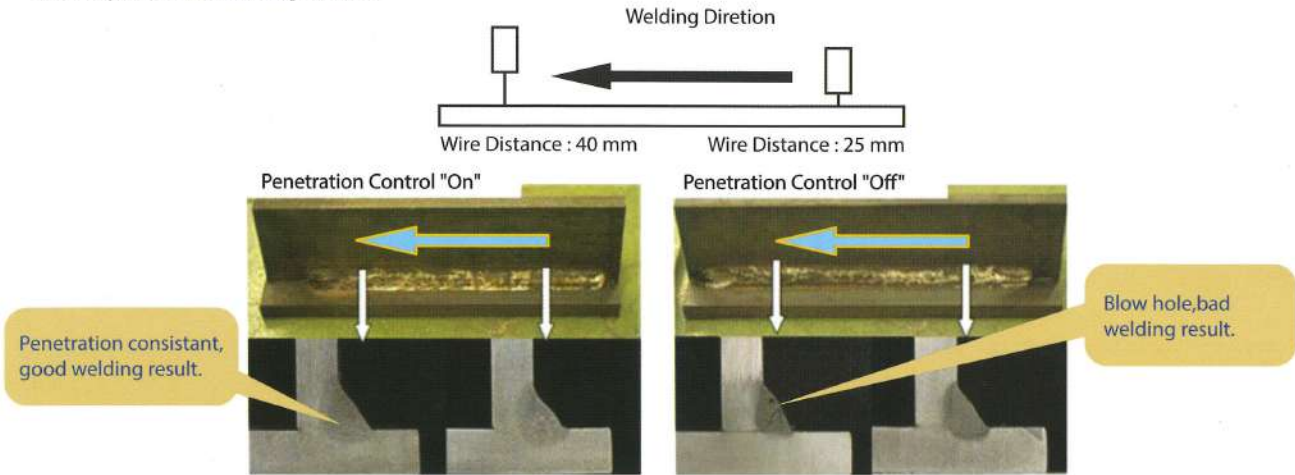 Welding Diretion
Wire Distance : 40 mm
Wire Distance : 25 mm
Penetration Control "On"
Penetration Control "Off"
Penetration consistant,
good welding result.
Blow hole,bad
welding result.